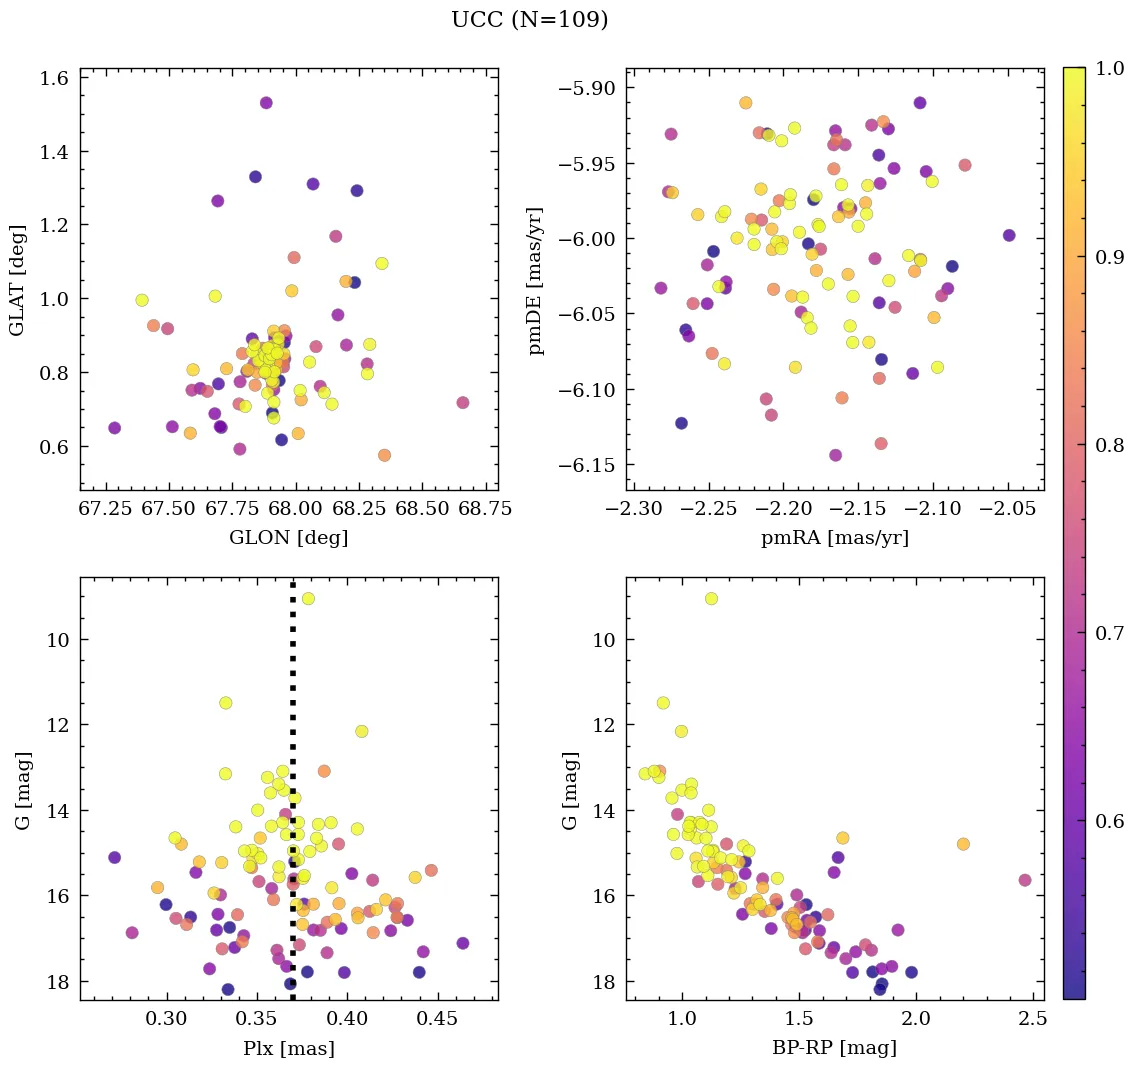 UCC (N=109)
1.6
1.4
1.2
1.0
0.8
0.6
GLAT [deg]
67.25 67.50 67.75 68.00 68.25 68.50 68.75
GLON [deg]
−5.90
−5.95
−6.00
−6.05
−6.10
−6.15
pmDE [mas/yr]
−2.30 −2.25 −2.20 −2.15 −2.10 −2.05
pmRA [mas/yr]
10
12
14
16
18
G [mag]
0.30 0.35 0.40 0.45
Plx [mas]
10
12
14
16
18
G [mag]
1.0 1.5 2.0 2.5
BP-RP [mag]
1.0
0.9
0.8
0.7
0.6